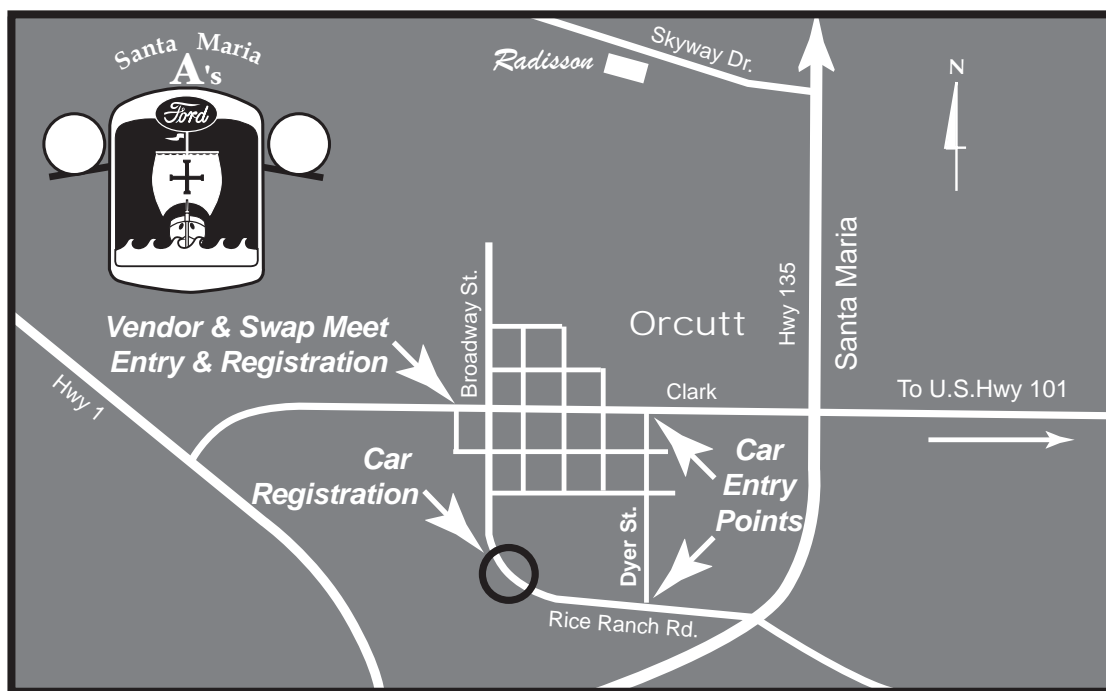 Santa Maria
A's
Ford
Radisson
Skyway Dr.
N
Vendor & Swap Meet
Entry & Registration
Broadway St.
Orcutt
Hwy 135
Santa Maria
Hwy 1
Clark
To U.S.Hwy 101
Car
Registration
Car
Entry
Points
Dyer St.
Rice Ranch Rd.